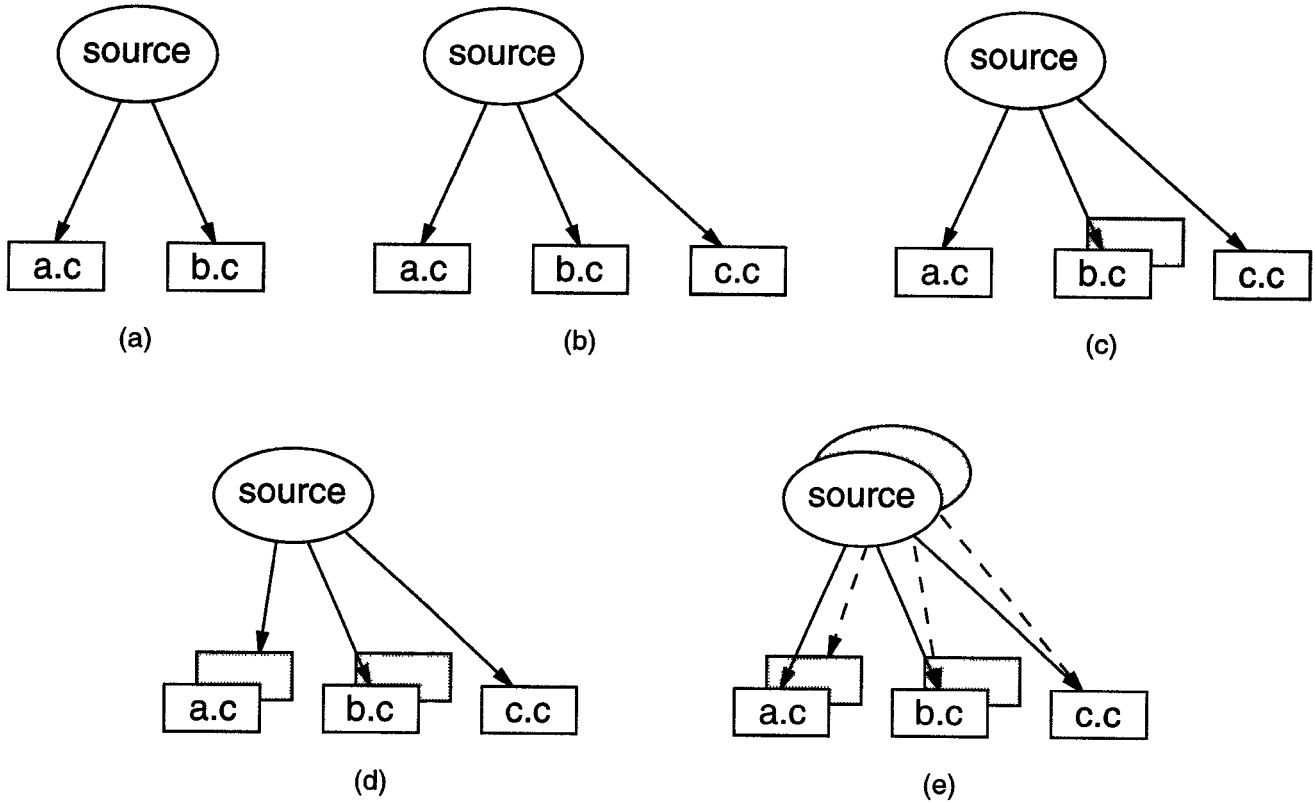 source source source
a.c b.c a.c b.c c.c a.c b.c c.c
(a) (b) (c)
source source
a.c b.c c.c a.c b.c c.c
(d) (e)